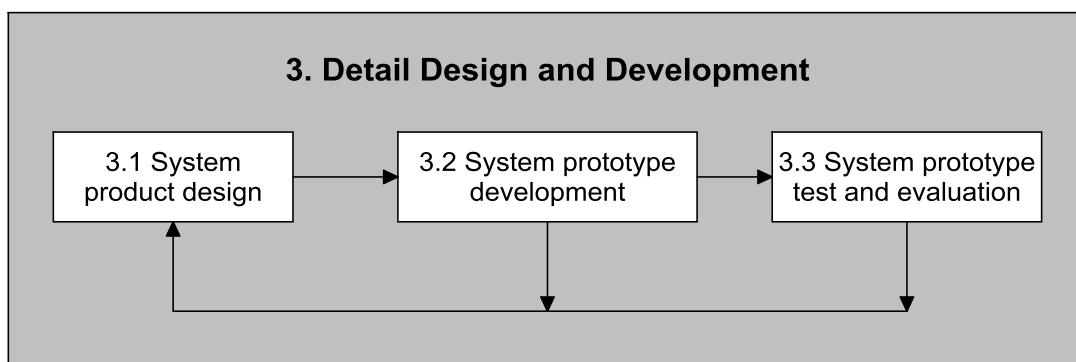 3. Detail Design and Development
3.1 System
product design
3.2 System prototype
development
3.3 System prototype
test and evaluation